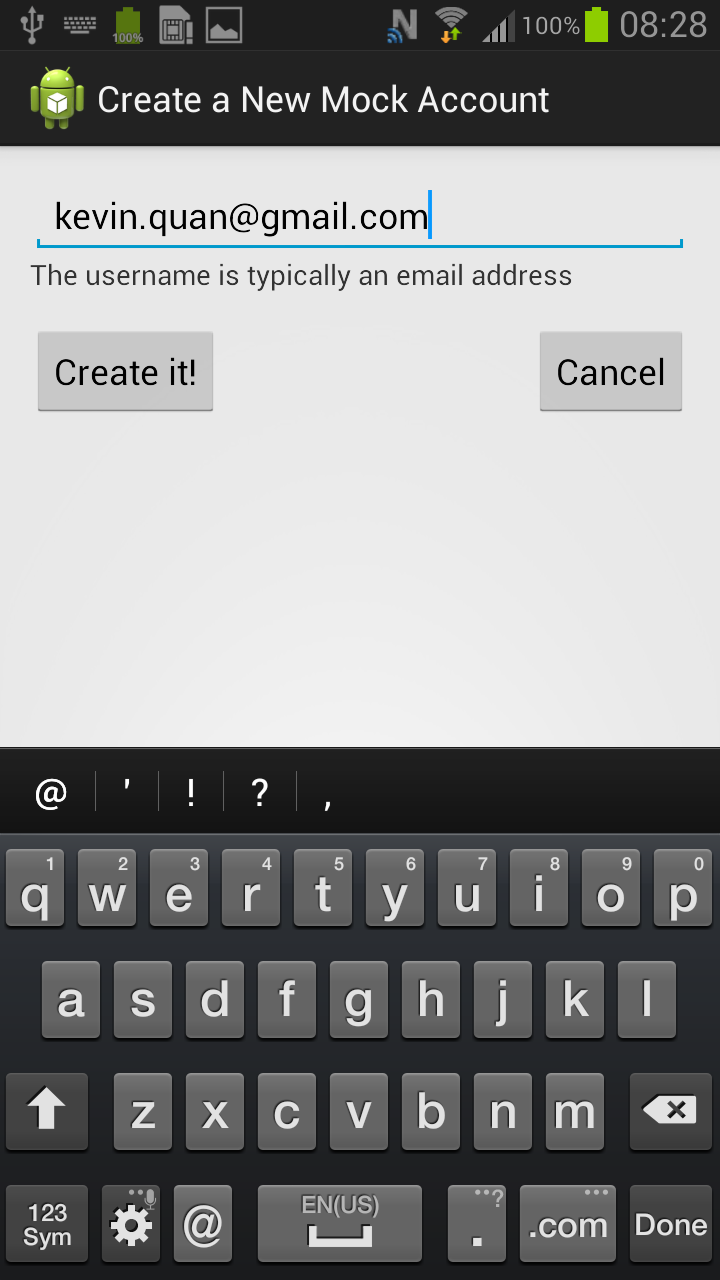 100% N 100% 08:28
Create a New Mock Account
kevin.quan@gmail.com
The username is typically an email address
Create it! Cancel
@ ' ! ? ,
1 2 3 4 5 6 7 8 9 0
q w e r t y u i o p
a s d f g h j k l
z x c v b n m
123 Sym @ EN(US) . ? .com Done